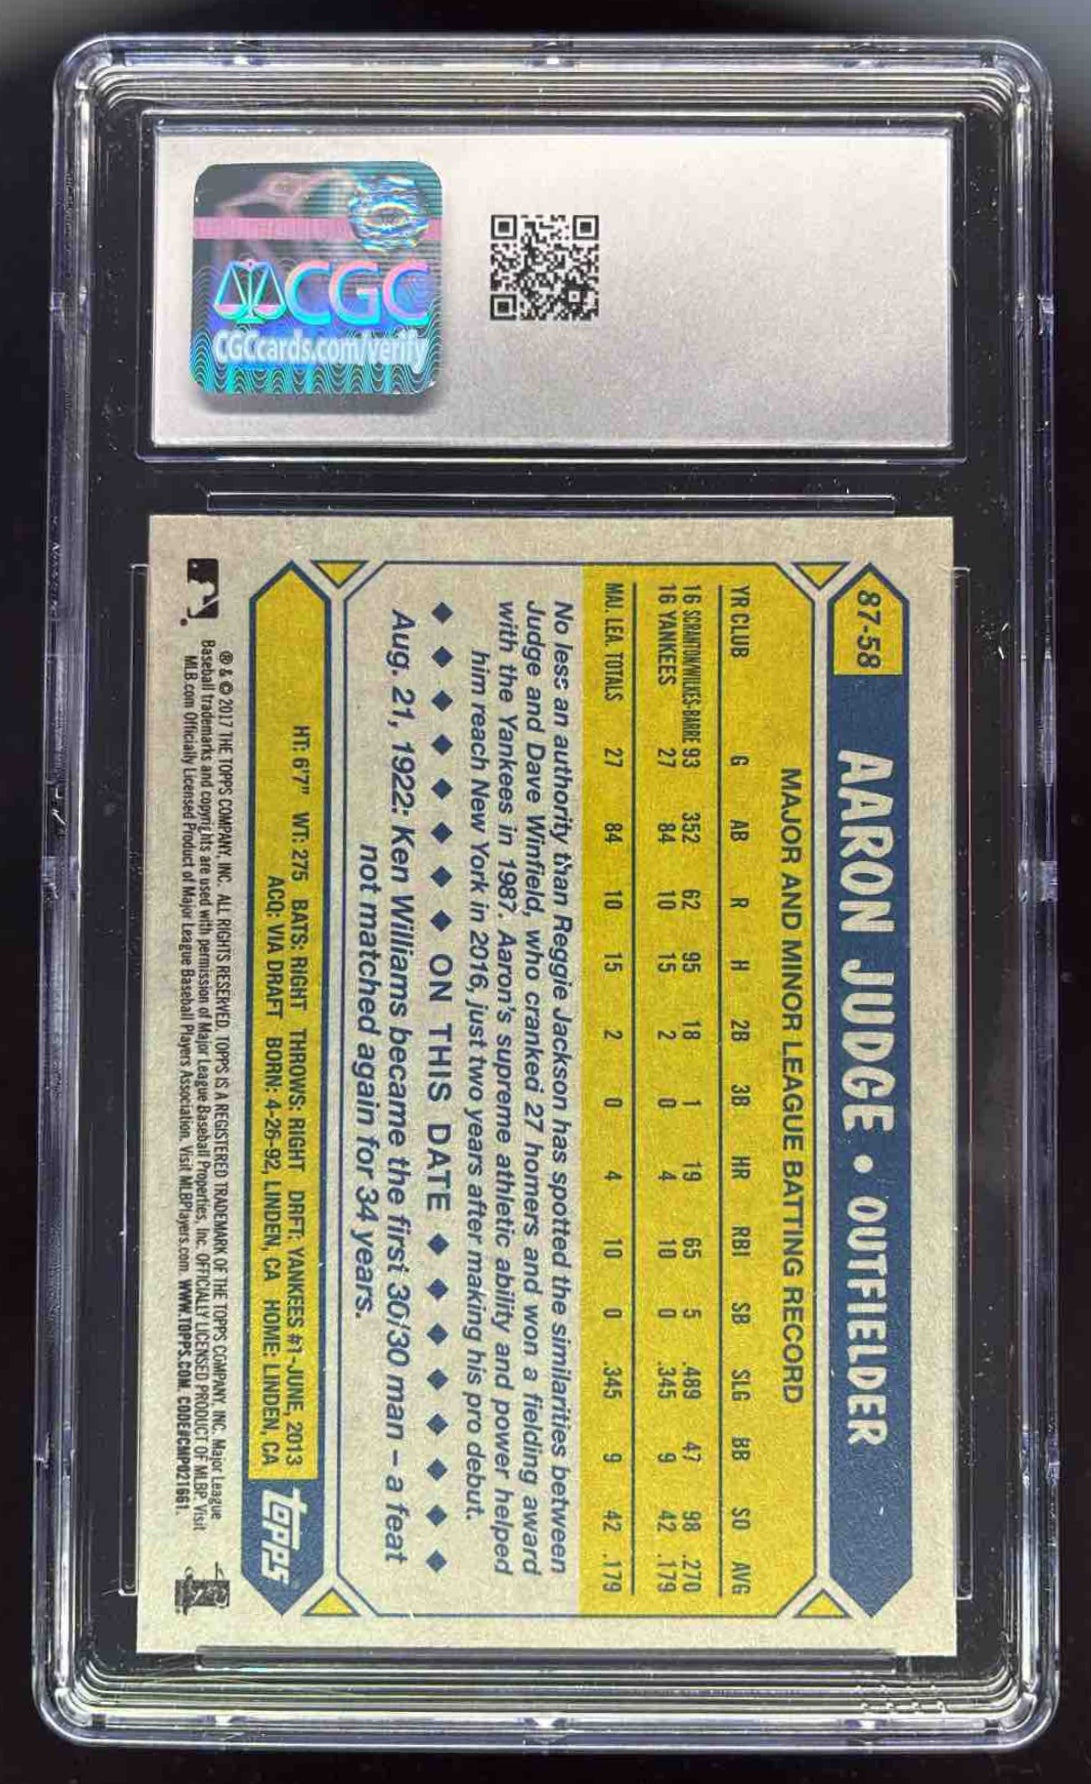 CGC
CGCcards.com/verify
87-58
AARON JUDGE • OUTFIELDER
MAJOR AND MINOR LEAGUE BATTING RECORD
YR CLUB G AB R H 2B 3B HR RBI SB SLG BB SO AVG
16 SCRANTON/WILKES-BARRE 93 352 62 95 18 1 19 65 5 .489 47 98 .270
16 YANKEES 27 84 10 15 2 0 4 10 0 .345 9 42 .179
MAJ. LEA. TOTALS 27 84 10 15 2 0 4 10 0 .345 9 42 .179
No less an authority than Reggie Jackson has spotted the similarities between
Judge and Dave Winfield, who cranked 27 homers and won a fielding award
with the Yankees in 1987. Aaron's supreme athletic ability and power helped
him reach New York in 2016, just two years after making his pro debut.
◆ ◆ ◆ ◆ ◆ ◆ ◆ ON THIS DATE ◆ ◆ ◆ ◆ ◆ ◆ ◆
Aug. 21, 1922: Ken Williams became the first 30/30 man – a feat
not matched again for 34 years.
HT: 6'7" WT: 275 BATS: RIGHT THROWS: RIGHT DRFT: YANKEES #1-JUNE, 2013
ACQ: VIA DRAFT BORN: 4-26-92, LINDEN, CA HOME: LINDEN, CA
topps
® & © 2017 THE TOPPS COMPANY, INC. ALL RIGHTS RESERVED. TOPPS IS A REGISTERED TRADEMARK OF THE TOPPS COMPANY, INC. Major League
Baseball trademarks and copyrights are used with permission of Major League Baseball Properties, Inc. OFFICIALLY LICENSED PRODUCT OF MLBP. Visit
MLB.com Officially Licensed Product of Major League Baseball Players Association. Visit MLBPlayers.com WWW.TOPPS.COM. CODE#CMP021661.